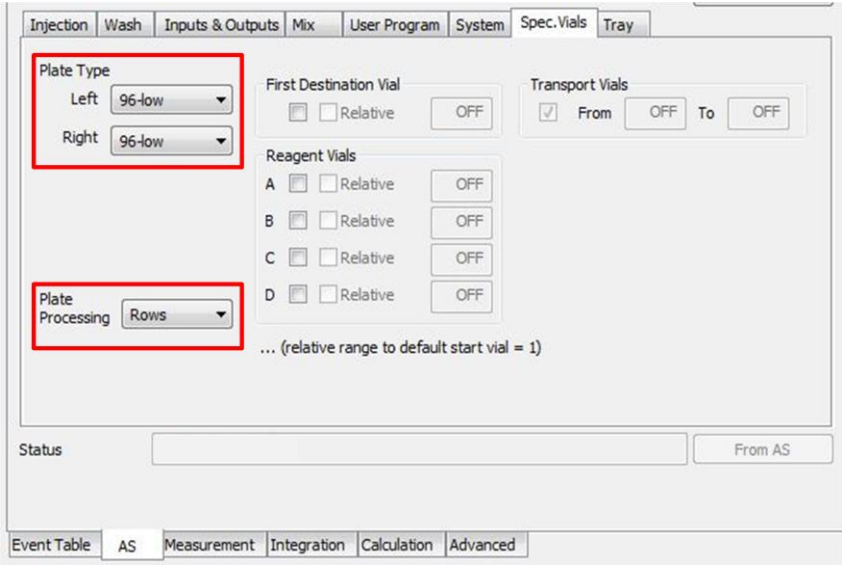 Injection Wash Inputs & Outputs Mix User Program System Spec.Vials Tray
Plate Type
Left 96-low
Right 96-low
First Destination Vial
Relative OFF
Transport Vials
From OFF To OFF
Reagent Vials
A Relative OFF
B Relative OFF
C Relative OFF
D Relative OFF
Plate
Processing Rows
... (relative range to default start vial = 1)
Status From AS
Event Table AS Measurement Integration Calculation Advanced